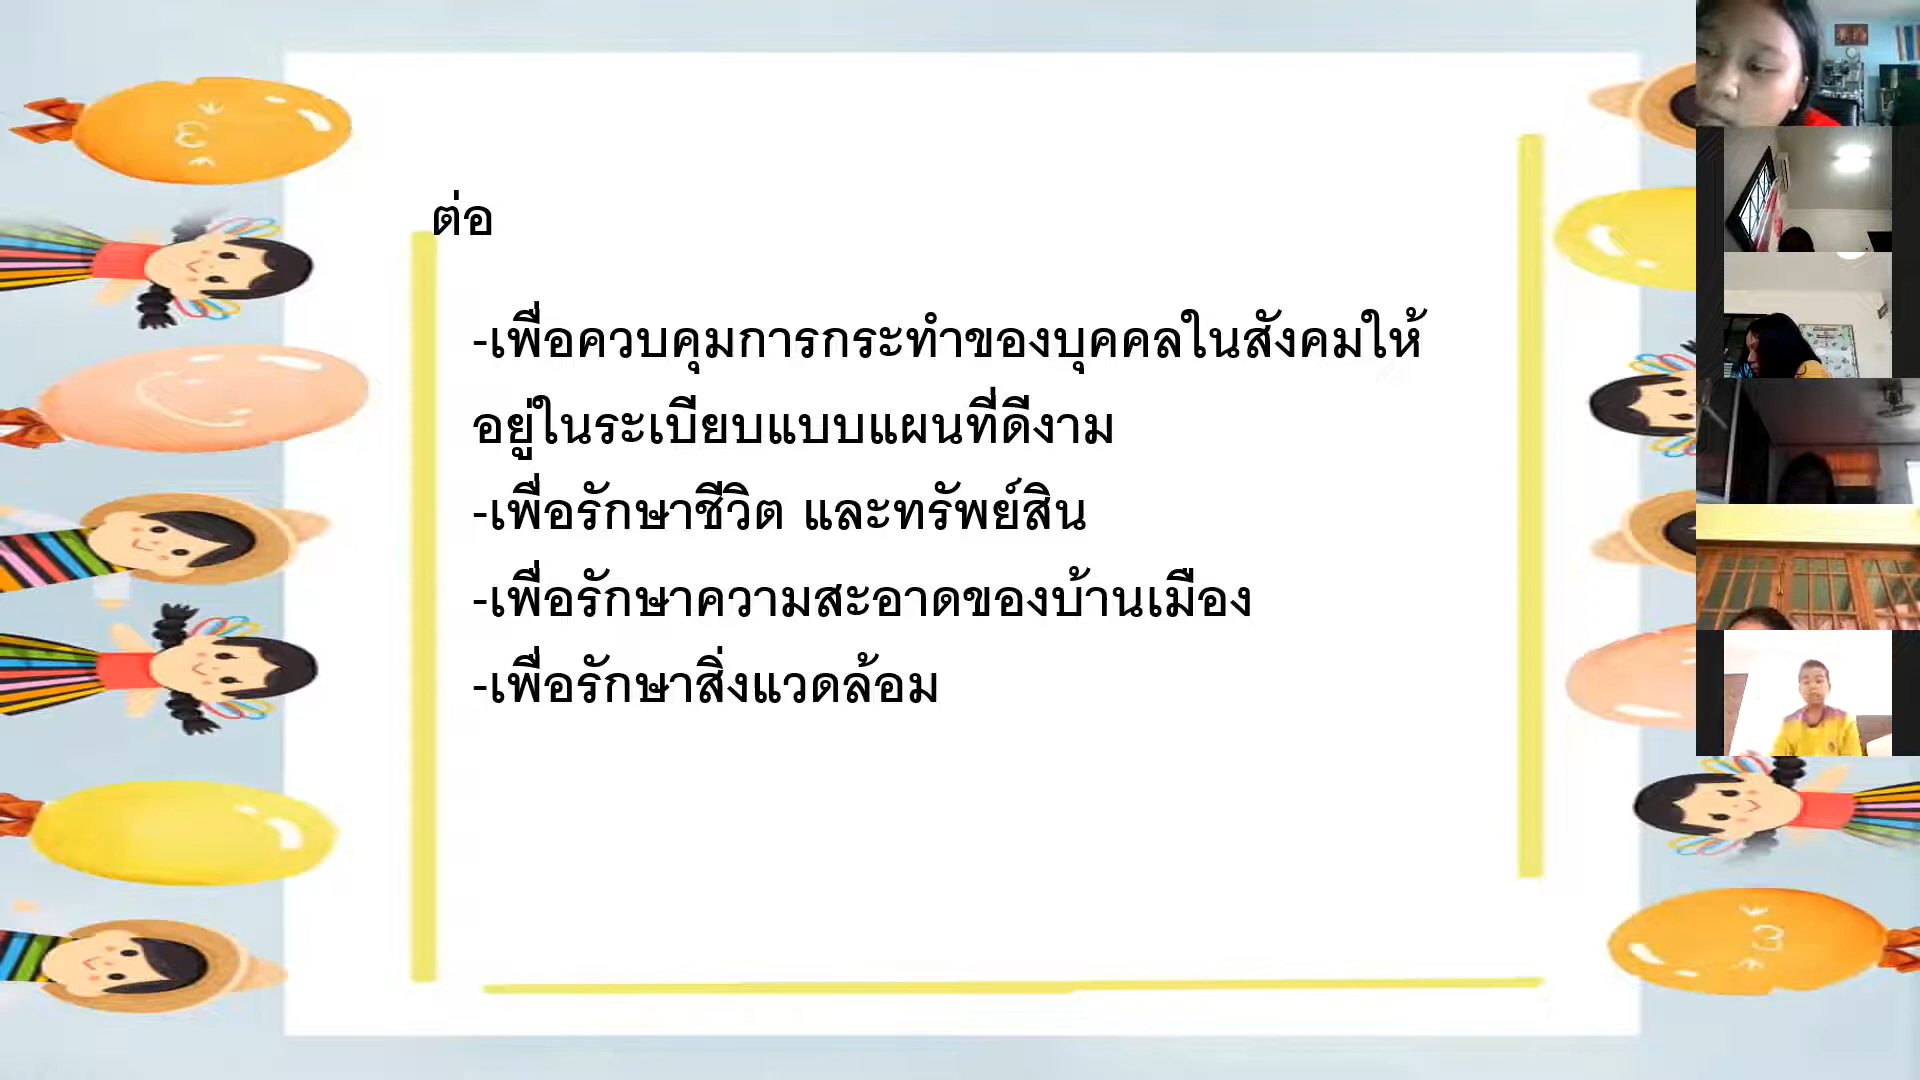 ต่อ
-เพื่อควบคุมการกระทำของบุคคลในสังคมให้
อยู่ในระเบียบแบบแผนที่ดีงาม
-เพื่อรักษาชีวิต และทรัพย์สิน
-เพื่อรักษาความสะอาดของบ้านเมือง
-เพื่อรักษาสิ่งแวดล้อม